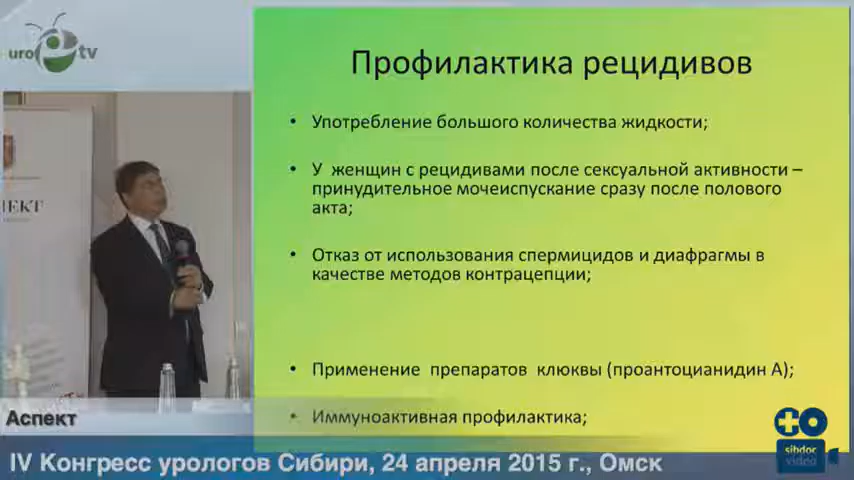 uro tv
Профилактика рецидивов
• Употребление большого количества жидкости;
• У женщин с рецидивами после сексуальной активности –
принудительное мочеиспускание сразу после полового
акта;
• Отказ от использования спермицидов и диафрагмы в
качестве методов контрацепции;
• Применение препаратов клюквы (проантоцианидин А);
• Иммуноактивная профилактика;
Аспект
IV Конгресс урологов Сибири, 24 апреля 2015 г., Омск
sibdoc
video